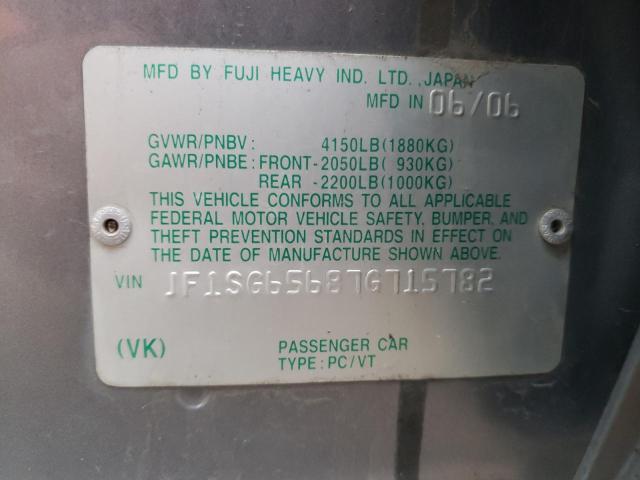 MFD BY FUJI HEAVY IND. LTD., JAPAN
MFD IN 06/06
GVWR/PNBV: 4150LB(1880KG)
GAWR/PNBE: FRONT-2050LB( 930KG)
REAR -2200LB(1000KG)
THIS VEHICLE CONFORMS TO ALL APPLICABLE
FEDERAL MOTOR VEHICLE SAFETY, BUMPER, AND
THEFT PREVENTION STANDARDS IN EFFECT ON
THE DATE OF MANUFACTURE SHOWN ABOVE.
VIN JF1SG65687G715782
(VK)
PASSENGER CAR
TYPE: PC/VT